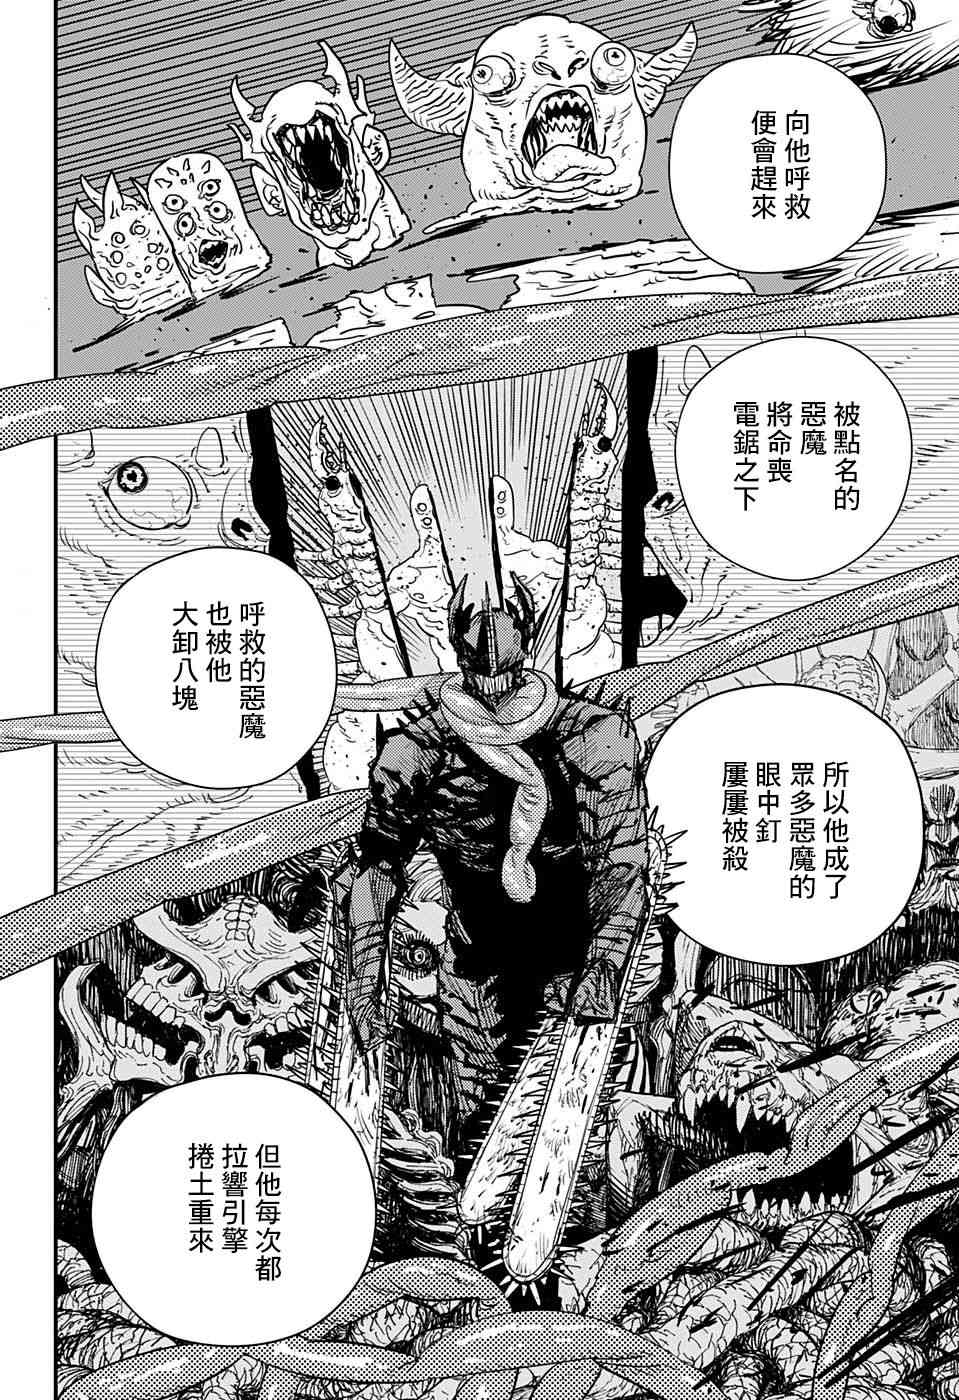 向他呼救
便會趕來
被點名的
惡魔
將命喪
電鋸之下
呼救的惡魔
也被他
大卸八塊
所以他成了
眾多惡魔的
眼中釘
屢屢被殺
但他每次都
拉響引擎
捲土重來